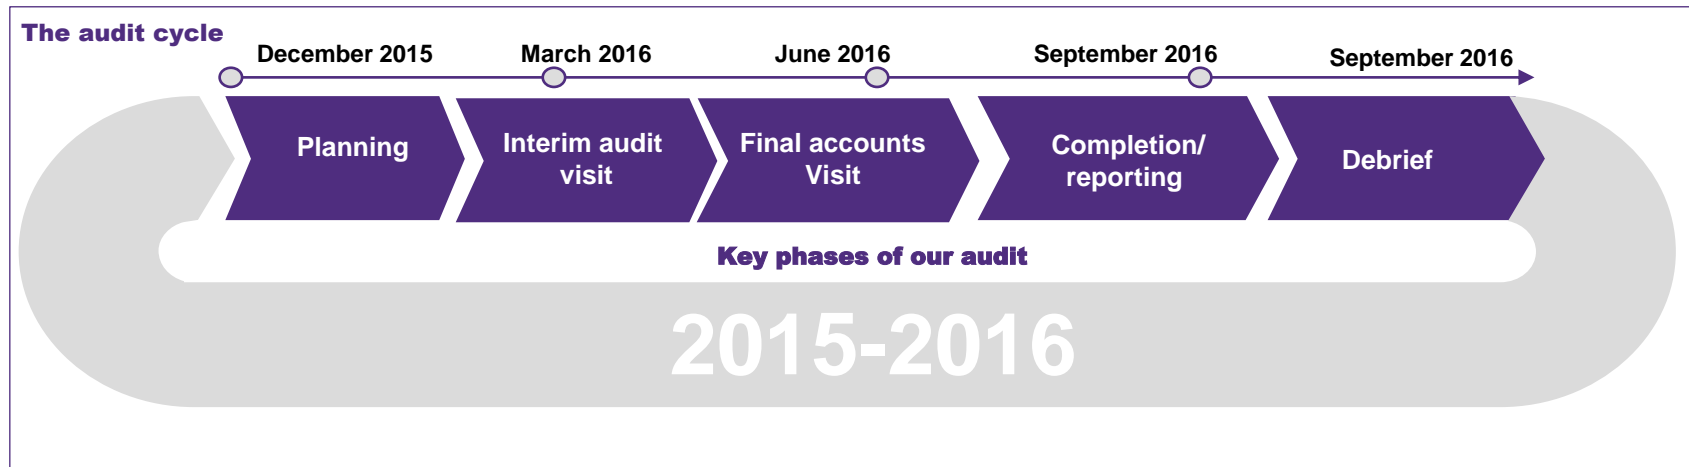 The audit cycle
December 2015
March 2016
June 2016
September 2016
September 2016
Planning
Interim audit
visit
Final accounts
Visit
Completion/
reporting
Debrief
Key phases of our audit
2015-2016